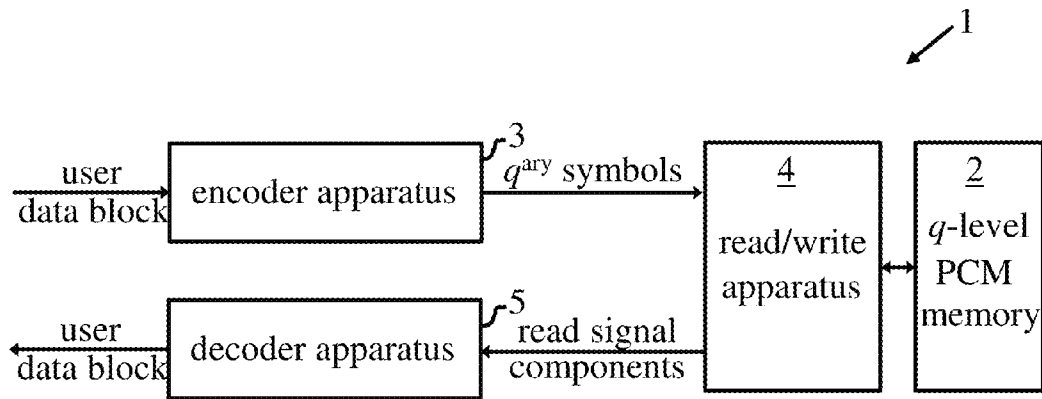 1
user
data block
encoder apparatus
3
qary symbols
4
read/write
apparatus
2
q-level
PCM
memory
user
data block
decoder apparatus
5
read signal
components